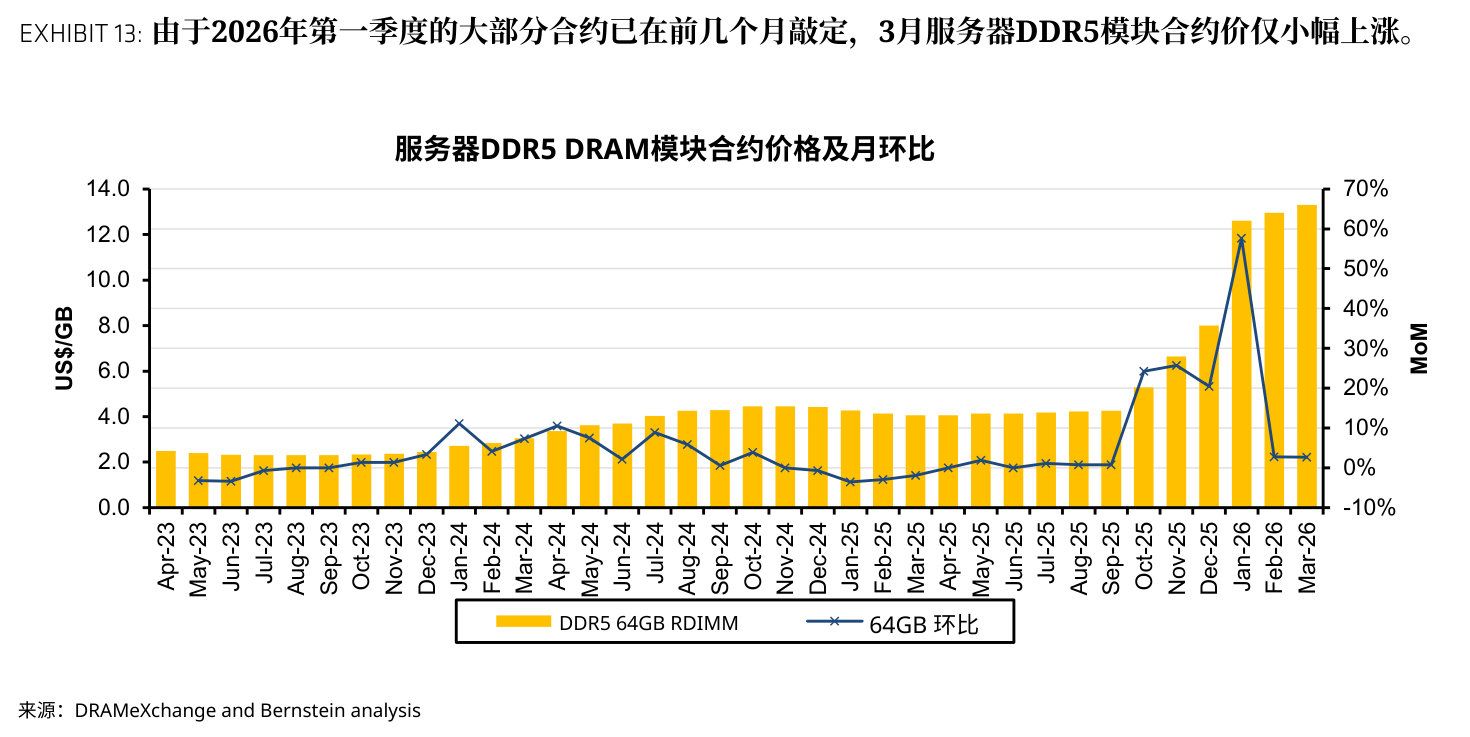 EXHIBIT 13: 由于2026年第一季度的大部分合约已在前几个月敲定，3月服务器DDR5模块合约价仅小幅上涨。
服务器DDR5 DRAM模块合约价格及月环比
14.0
12.0
10.0
8.0
6.0
4.0
2.0
0.0
US$/GB
70%
60%
50%
40%
30%
20%
10%
0%
-10%
MoM
Apr-23
May-23
Jun-23
Jul-23
Aug-23
Sep-23
Oct-23
Nov-23
Dec-23
Jan-24
Feb-24
Mar-24
Apr-24
May-24
Jun-24
Jul-24
Aug-24
Sep-24
Oct-24
Nov-24
Dec-24
Jan-25
Feb-25
Mar-25
Apr-25
May-25
Jun-25
Jul-25
Aug-25
Sep-25
Oct-25
Nov-25
Dec-25
Jan-26
Feb-26
Mar-26
DDR5 64GB RDIMM
64GB 环比
来源：DRAMeXchange and Bernstein analysis